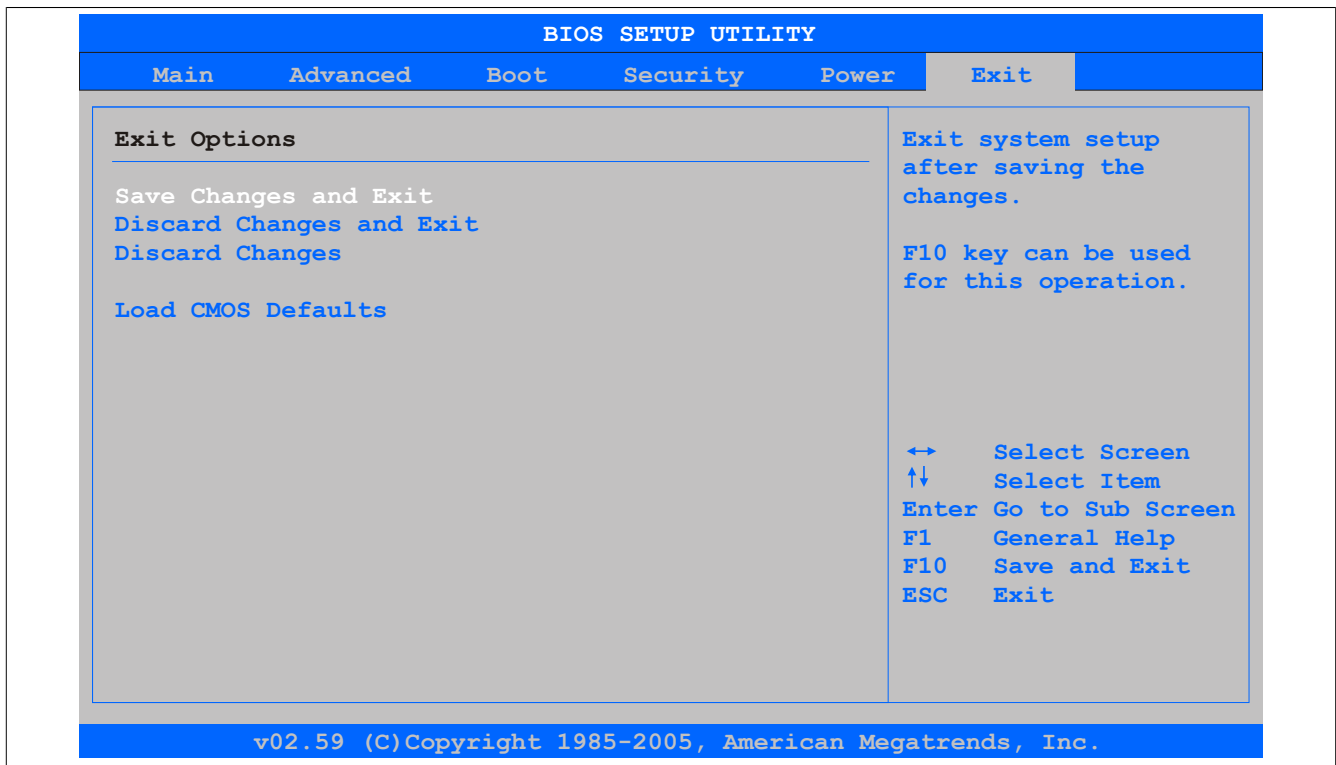 BIOS SETUP UTILITY
Main Advanced Boot Security Power Exit
Exit Options
Save Changes and Exit
Discard Changes and Exit
Discard Changes
Load CMOS Defaults
Exit system setup
after saving the
changes.
F10 key can be used
for this operation.
↔ Select Screen
↑↓ Select Item
Enter Go to Sub Screen
F1 General Help
F10 Save and Exit
ESC Exit
v02.59 (C)Copyright 1985-2005, American Megatrends, Inc.